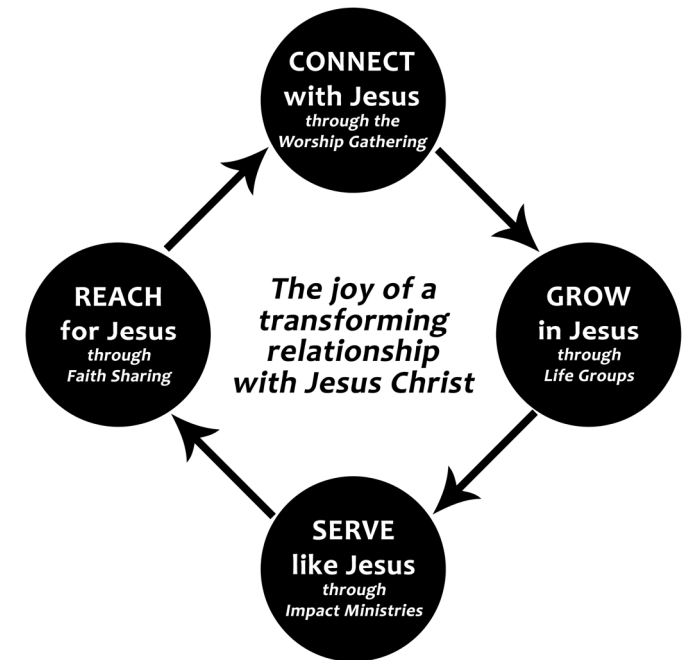 CONNECT
with Jesus
through the
Worship Gathering
GROW
in Jesus
through
Life Groups
SERVE
like Jesus
through
Impact Ministries
REACH
for Jesus
through
Faith Sharing
The joy of a
transforming
relationship
with Jesus Christ